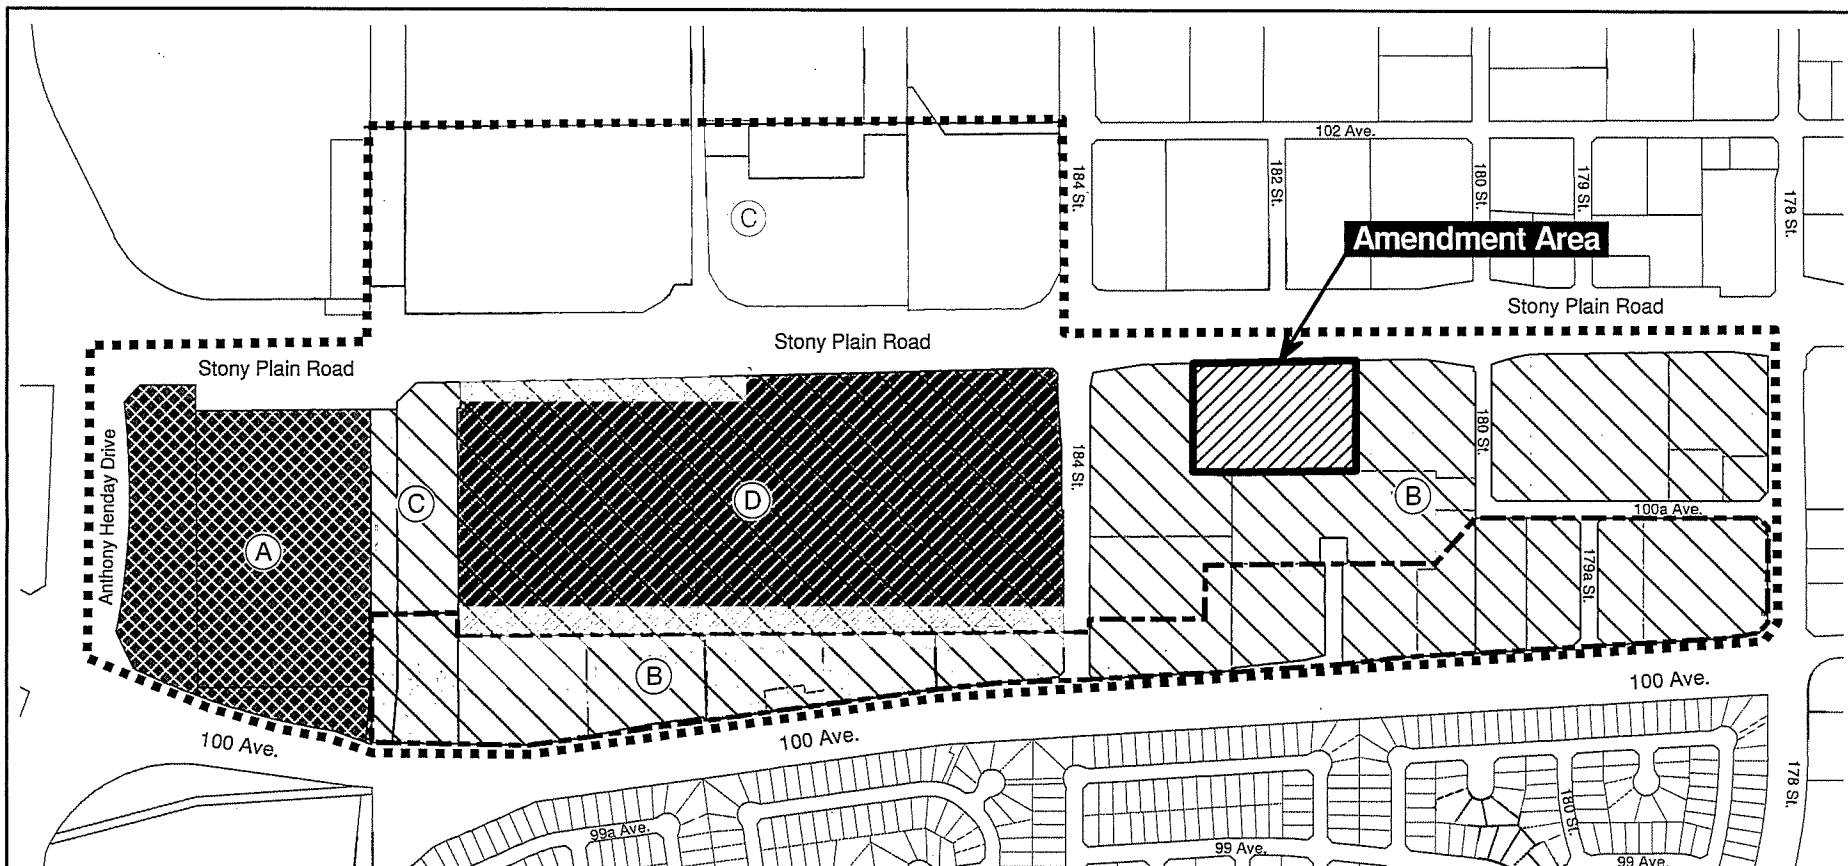 102 Ave.
184 St.
182 St.
180 St.
179 St.
178 St.
C
Amendment Area
Stony Plain Road
Stony Plain Road
Stony Plain Road
Anthony Henday Drive
A
C
D
184 St.
B
180 St.
100a Ave.
179a St.
B
100 Ave.
100 Ave.
100 Ave.
178 St.
180 St.
99a Ave.
99 Ave.
99 Ave.